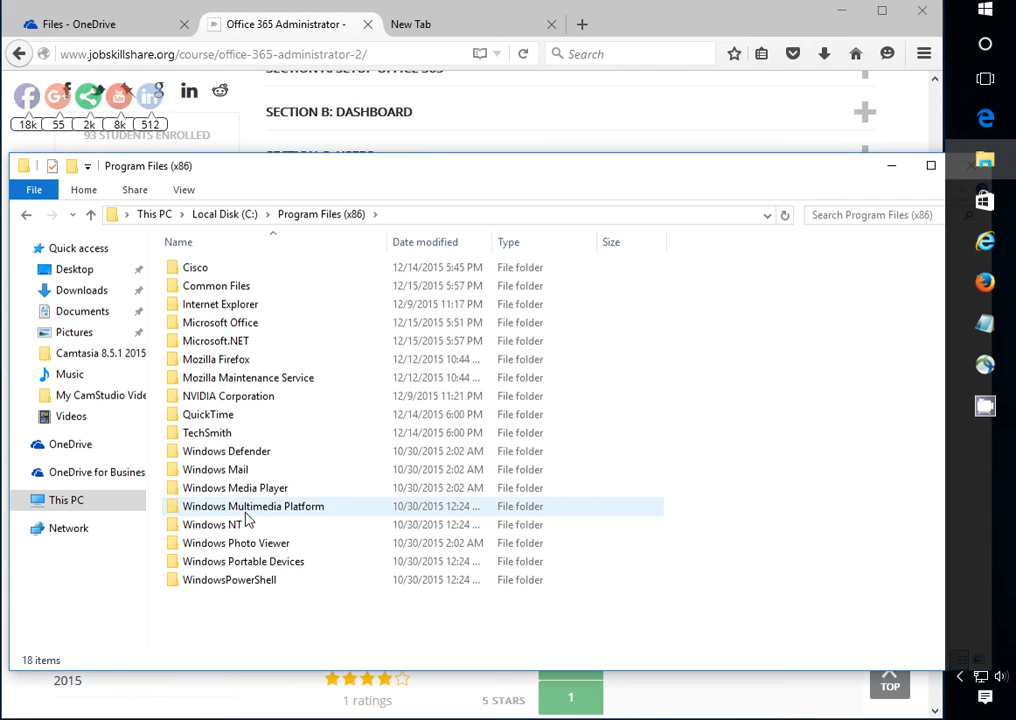 Files - OneDrive
Office 365 Administrator -
New Tab
www.jobskillshare.org/course/office-365-administrator-2/
Search
18k 55 2k 8k 512
93 STUDENTS ENROLLED
SECTION B: DASHBOARD
Program Files (x86)
File Home Share View
This PC Local Disk (C:) Program Files (x86)
Search Program Files (x86)
Name Date modified Type Size
Quick access
Desktop
Downloads
Documents
Pictures
Camtasia 8.5.1 2015
Music
My CamStudio Vide
Videos
OneDrive
OneDrive for Busines
This PC
Network
Cisco 12/14/2015 5:45 PM File folder
Common Files 12/15/2015 5:57 PM File folder
Internet Explorer 12/9/2015 11:17 PM File folder
Microsoft Office 12/15/2015 5:51 PM File folder
Microsoft.NET 12/15/2015 5:57 PM File folder
Mozilla Firefox 12/12/2015 10:44 ... File folder
Mozilla Maintenance Service 12/12/2015 10:44 ... File folder
NVIDIA Corporation 12/9/2015 11:21 PM File folder
QuickTime 12/14/2015 6:00 PM File folder
TechSmith 12/14/2015 6:00 PM File folder
Windows Defender 10/30/2015 2:02 AM File folder
Windows Mail 10/30/2015 2:02 AM File folder
Windows Media Player 10/30/2015 2:02 AM File folder
Windows Multimedia Platform 10/30/2015 12:24 ... File folder
Windows NT 10/30/2015 12:24 ... File folder
Windows Photo Viewer 10/30/2015 2:02 AM File folder
Windows Portable Devices 10/30/2015 12:24 ... File folder
WindowsPowerShell 10/30/2015 12:24 ... File folder
18 items
2015
1 ratings
5 STARS
1
TOP